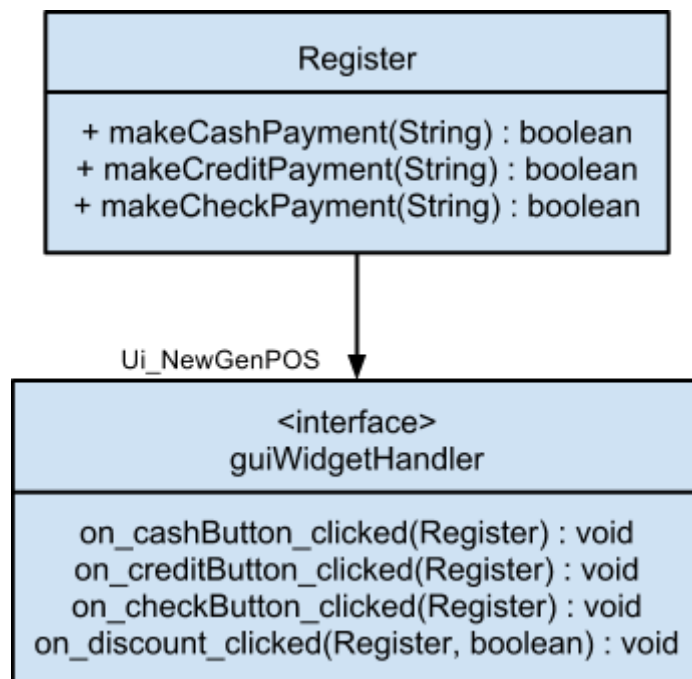 Register
+ makeCashPayment(String) : boolean
+ makeCreditPayment(String) : boolean
+ makeCheckPayment(String) : boolean
Ui_NewGenPOS
<interface>
guiWidgetHandler
on_cashButton_clicked(Register) : void
on_creditButton_clicked(Register) : void
on_checkButton_clicked(Register) : void
on_discount_clicked(Register, boolean) : void